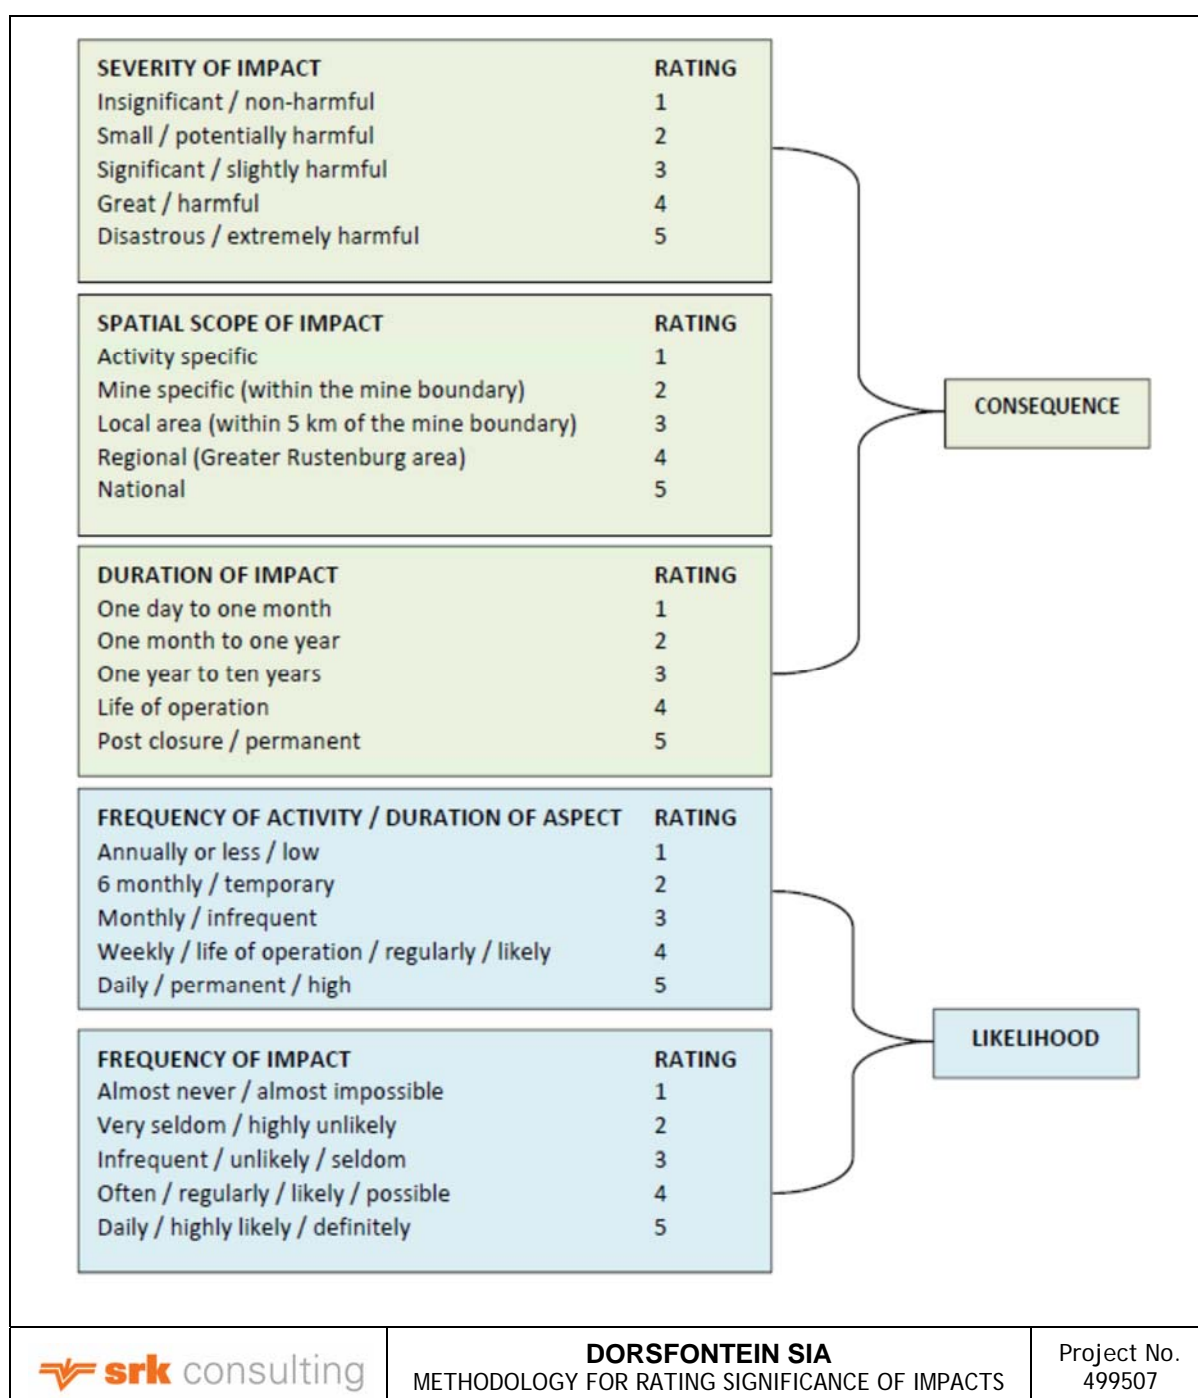 SEVERITY OF IMPACT RATING
Insignificant / non-harmful 1
Small / potentially harmful 2
Significant / slightly harmful 3
Great / harmful 4
Disastrous / extremely harmful 5
SPATIAL SCOPE OF IMPACT RATING
Activity specific 1
Mine specific (within the mine boundary) 2
Local area (within 5 km of the mine boundary) 3
Regional (Greater Rustenburg area) 4
National 5
CONSEQUENCE
DURATION OF IMPACT RATING
One day to one month 1
One month to one year 2
One year to ten years 3
Life of operation 4
Post closure / permanent 5
FREQUENCY OF ACTIVITY / DURATION OF ASPECT RATING
Annually or less / low 1
6 monthly / temporary 2
Monthly / infrequent 3
Weekly / life of operation / regularly / likely 4
Daily / permanent / high 5
LIKELIHOOD
FREQUENCY OF IMPACT RATING
Almost never / almost impossible 1
Very seldom / highly unlikely 2
Infrequent / unlikely / seldom 3
Often / regularly / likely / possible 4
Daily / highly likely / definitely 5
srk consulting
DORSFONTEIN SIA
METHODOLOGY FOR RATING SIGNIFICANCE OF IMPACTS
Project No.
499507